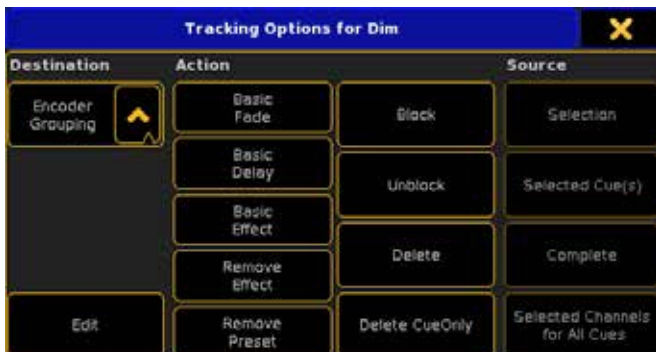 Tracking Options for Dim
Destination
Action
Source
Encoder
Grouping
Basic
Fade
Block
Selection
Basic
Delay
Unblock
Selected Cue(s)
Basic
Effect
Remove
Effect
Delete
Complete
Edit
Remove
Preset
Delete CueOnly
Selected Channels
for All Cues